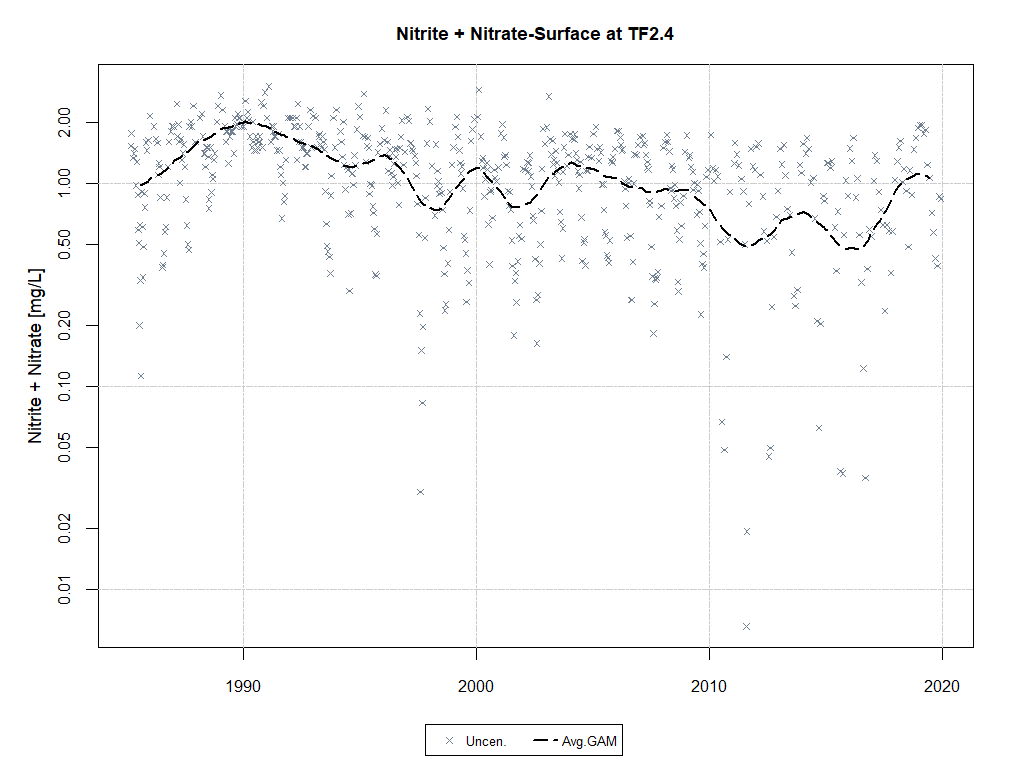 Nitrite + Nitrate-Surface at TF2.4
Nitrite + Nitrate [mg/L]
2.00
1.00
0.50
0.20
0.10
0.05
0.02
0.01
1990 2000 2010 2020
Uncen. Avg.GAM